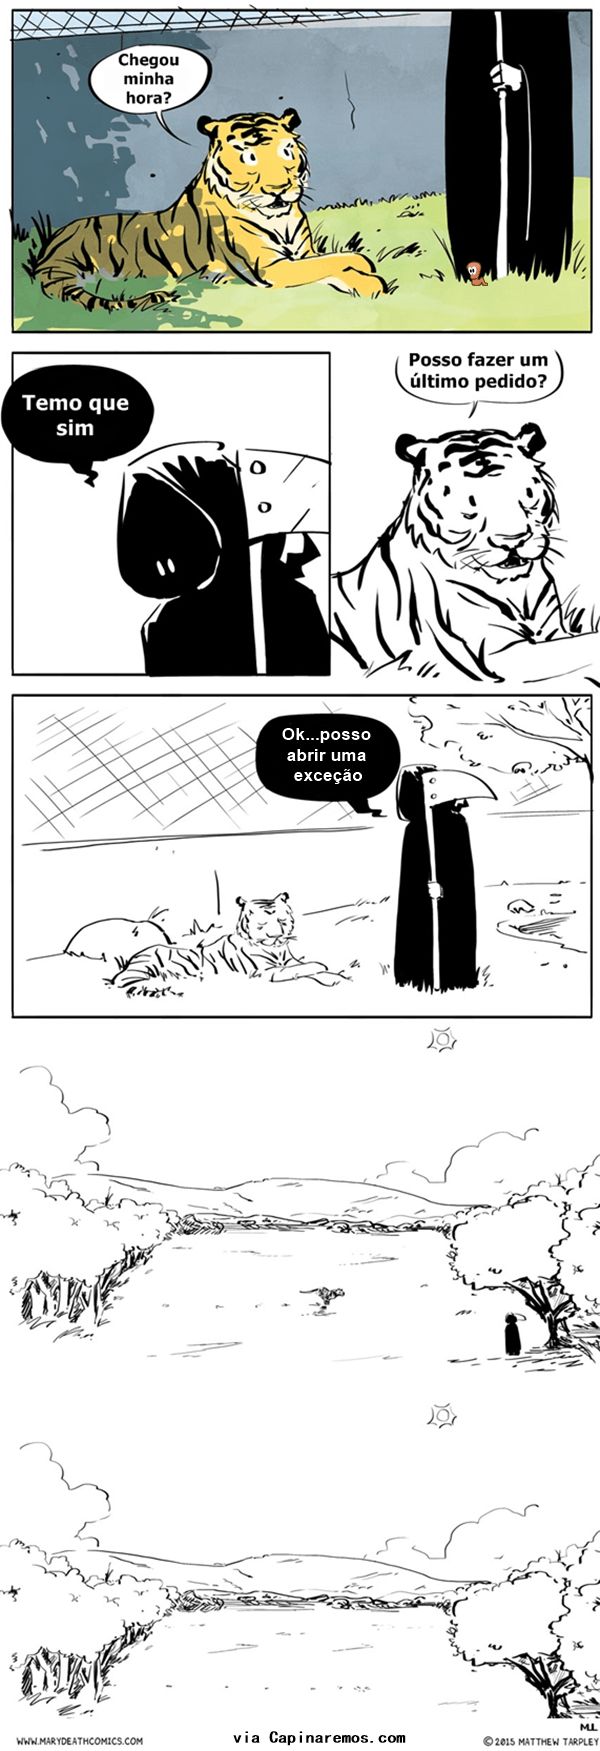 Chegou
minha
hora?
Temo que
sim
Posso fazer um
último pedido?
Ok...posso
abrir uma
exceção
WWW.MARYDEATHCOMICS.COM
via Capinaremos.com
© 2015 MATTHEW TARPLEY